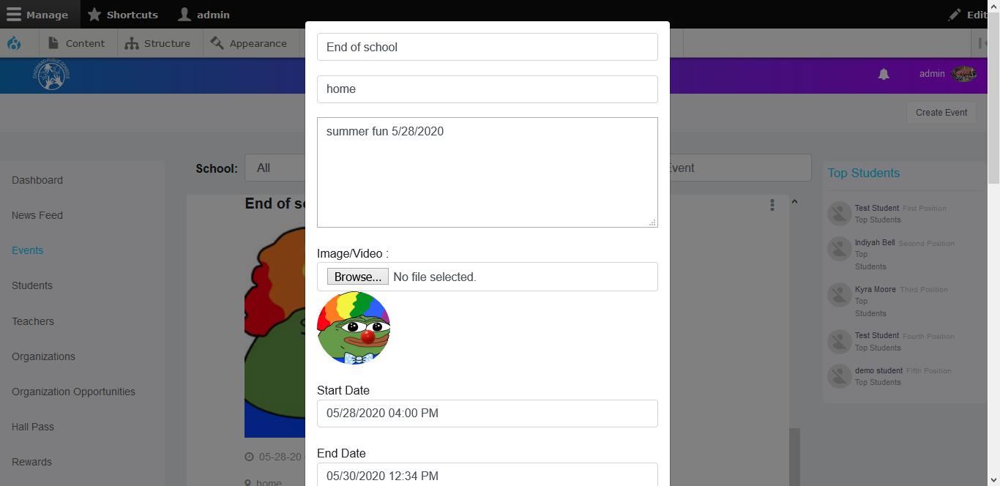 Manage
Shortcuts
admin
Edit
Content
Structure
Appearance
CINCINNATI PUBLIC SCHOOLS
admin
Create Event
End of school
home
summer fun 5/28/2020
Image/Video :
Browse... No file selected.
Start Date
05/28/2020 04:00 PM
End Date
05/30/2020 12:34 PM
Dashboard
News Feed
Events
Students
Teachers
Organizations
Organization Opportunities
Hall Pass
Rewards
School: All
Event
End of s
05-28-20
home
Top Students
Test Student First Position
Top Students
Indiyah Bell Second Position
Top
Students
Kyra Moore Third Position
Top
Students
Test Student Fourth Position
Top Students
demo student Fifth Position
Top Students